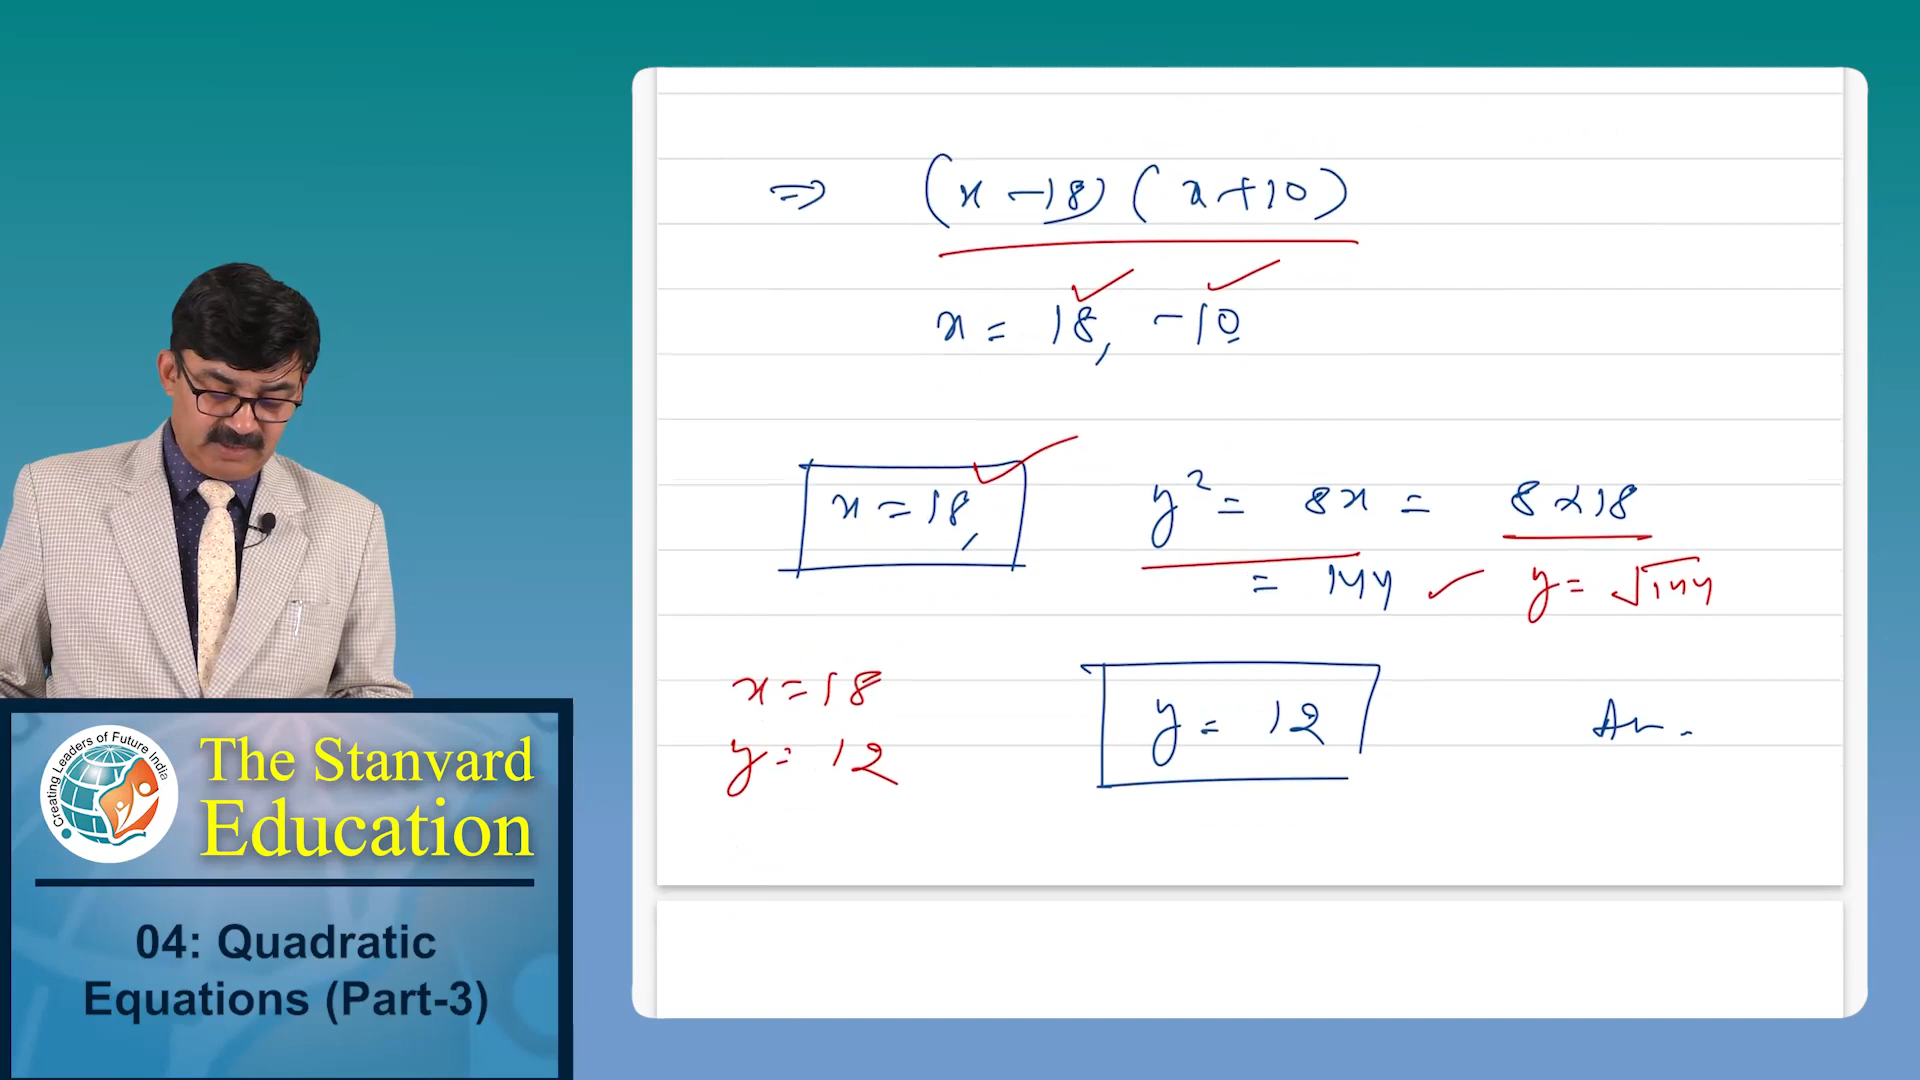 ⇒ (x - 18) (x + 10)
x = 18, -10
x = 18, y² = 8x = 8 × 18
= 144 y = √144
x = 18
y = 12
y = 12 An.
Creating Leaders of Future India
The Stanvard
Education
04: Quadratic
Equations (Part-3)